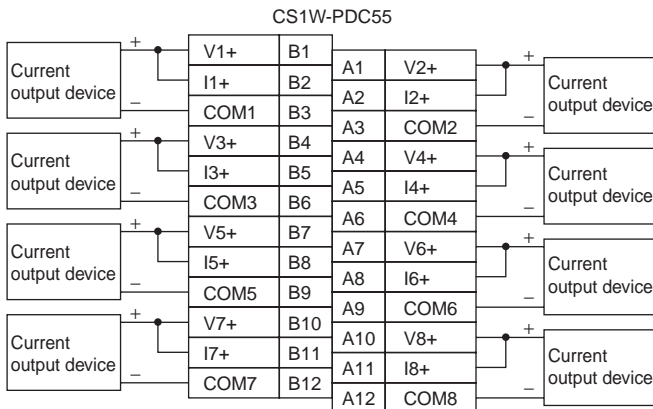 CS1W-PDC55
Current
output device
+
−
V1+ B1
I1+ B2
COM1 B3
Current
output device
+
−
V3+ B4
I3+ B5
COM3 B6
Current
output device
+
−
V5+ B7
I5+ B8
COM5 B9
Current
output device
+
−
V7+ B10
I7+ B11
COM7 B12
A1 V2+
A2 I2+
A3 COM2
+
−
Current
output device
A4 V4+
A5 I4+
A6 COM4
+
−
Current
output device
A7 V6+
A8 I6+
A9 COM6
+
−
Current
output device
A10 V8+
A11 I8+
A12 COM8
+
−
Current
output device